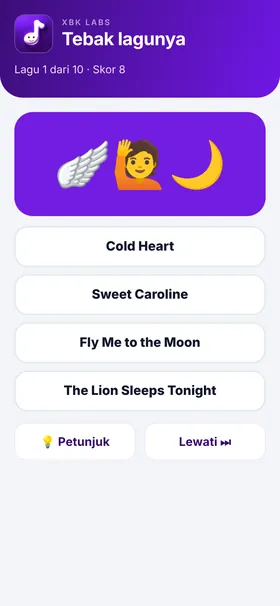 XBK LABS
Tebak lagunya
Lagu 1 dari 10 · Skor 8
Cold Heart
Sweet Caroline
Fly Me to the Moon
The Lion Sleeps Tonight
💡 Petunjuk
Lewati ⏭